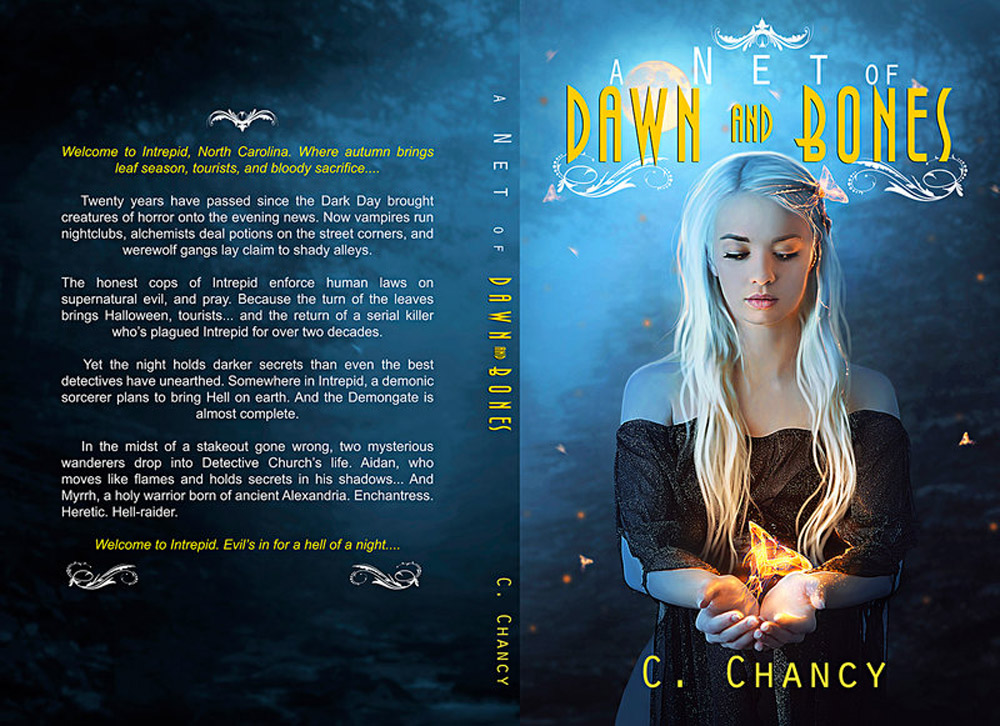 Welcome to Intrepid, North Carolina. Where autumn brings
leaf season, tourists, and bloody sacrifice....
Twenty years have passed since the Dark Day brought
creatures of horror onto the evening news. Now vampires run
nightclubs, alchemists deal potions on the street corners, and
werewolf gangs lay claim to shady alleys.
The honest cops of Intrepid enforce human laws on
supernatural evil, and pray. Because the turn of the leaves
brings Halloween, tourists... and the return of a serial killer
who's plagued Intrepid for over two decades.
Yet the night holds darker secrets than even the best
detectives have unearthed. Somewhere in Intrepid, a demonic
sorcerer plans to bring Hell on earth. And the Demongate is
almost complete.
In the midst of a stakeout gone wrong, two mysterious
wanderers drop into Detective Church's life. Aidan, who
moves like flames and holds secrets in his shadows... And
Myrrh, a holy warrior born of ancient Alexandria. Enchantress.
Heretic. Hell-raider.
Welcome to Intrepid. Evil's in for a hell of a night....
A NET OF DAWN AND BONES
C. CHANCY
A NET OF
DAWN AND BONES
C. CHANCY